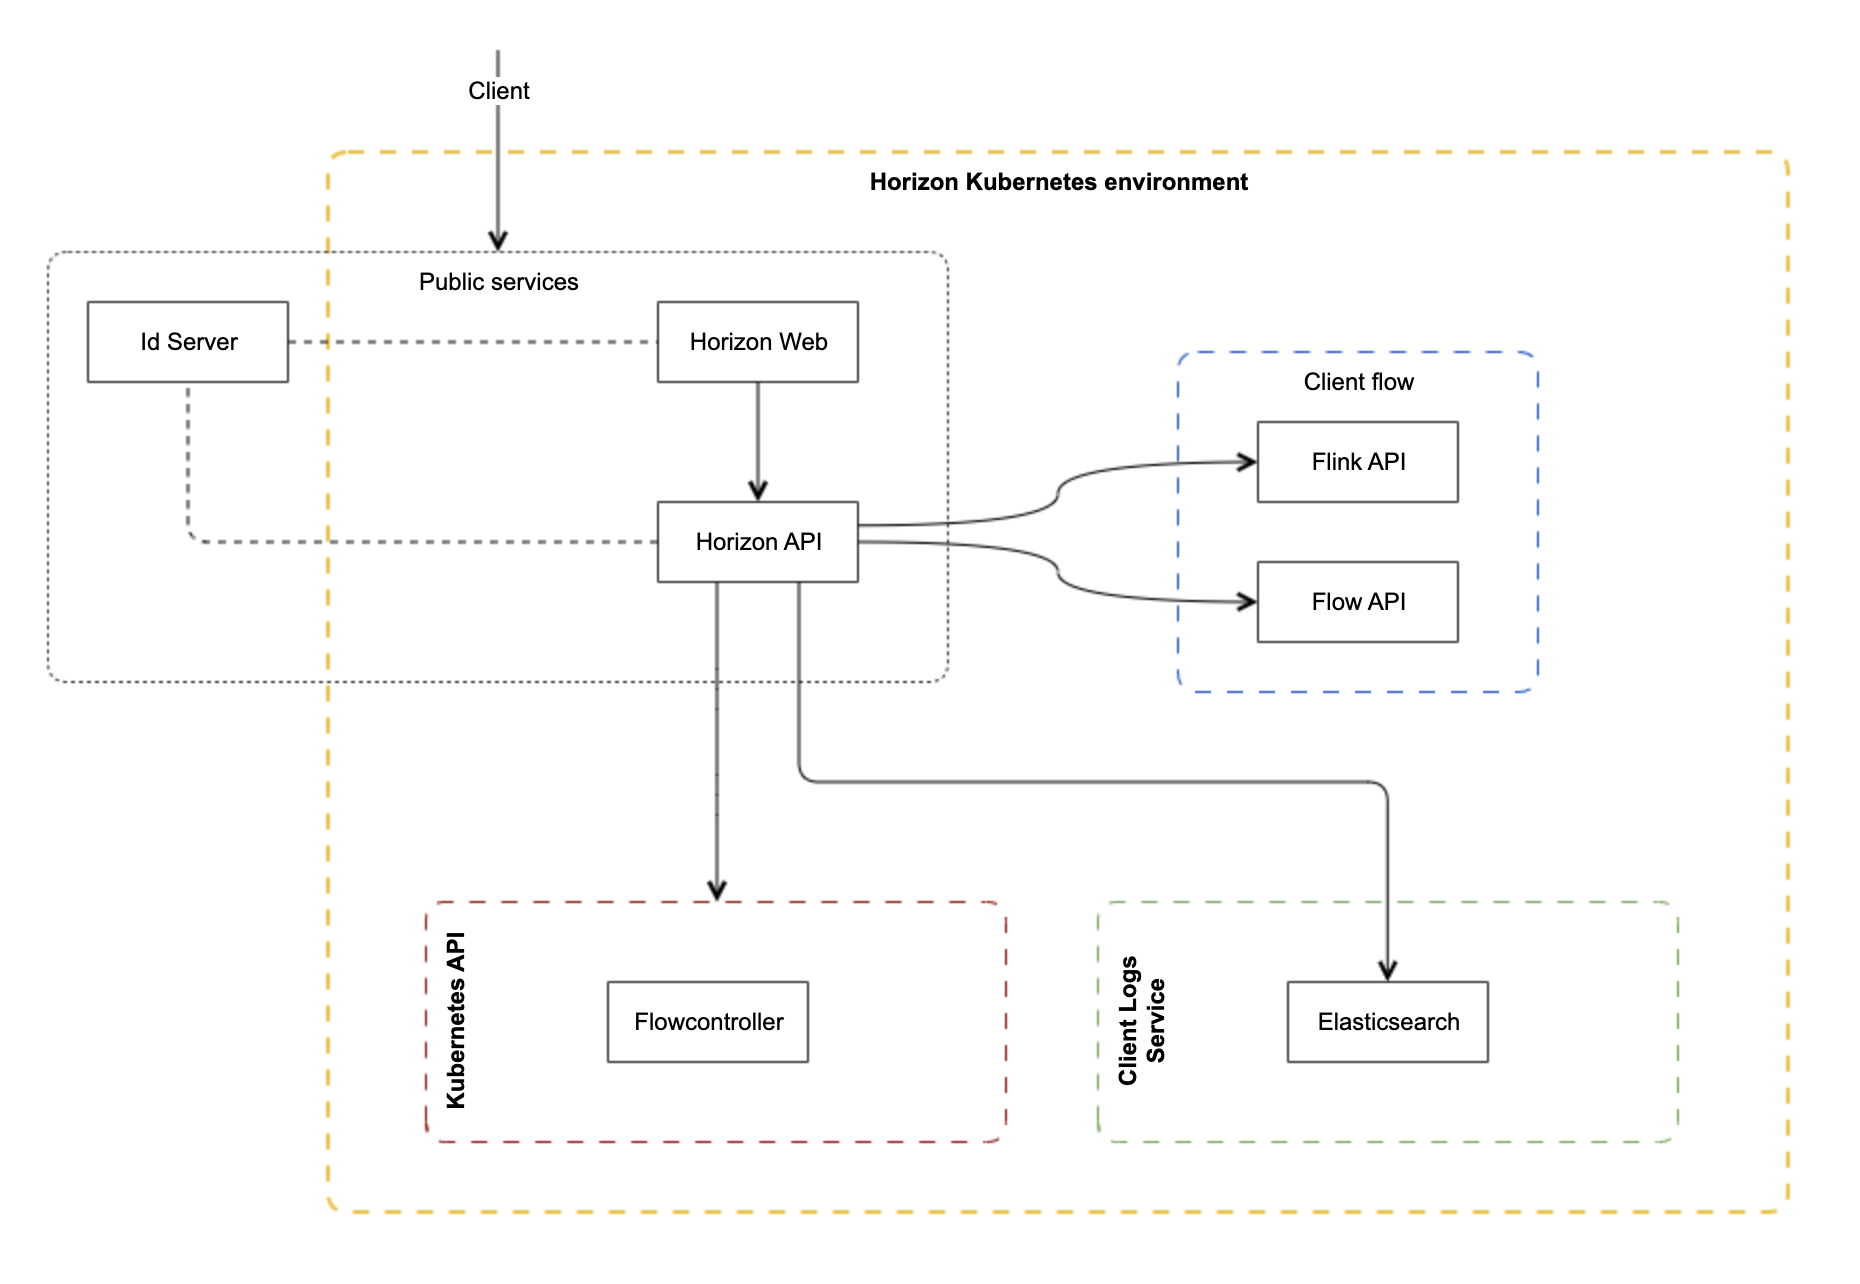 Client
Horizon Kubernetes environment
Public services
Id Server
Horizon Web
Client flow
Flink API
Horizon API
Flow API
Kubernetes API
Flowcontroller
Client Logs
Service
Elasticsearch